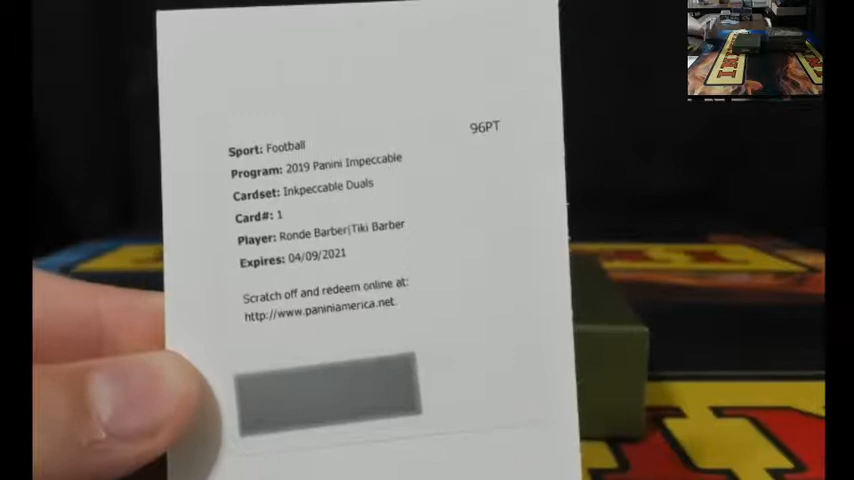 96PT
Sport: Football
Program: 2019 Panini Impeccable
Cardset: Inkpeccable Duals
Card#: 1
Player: Ronde Barber|Tiki Barber
Expires: 04/09/2021
Scratch off and redeem online at:
http://www.paniniamerica.net